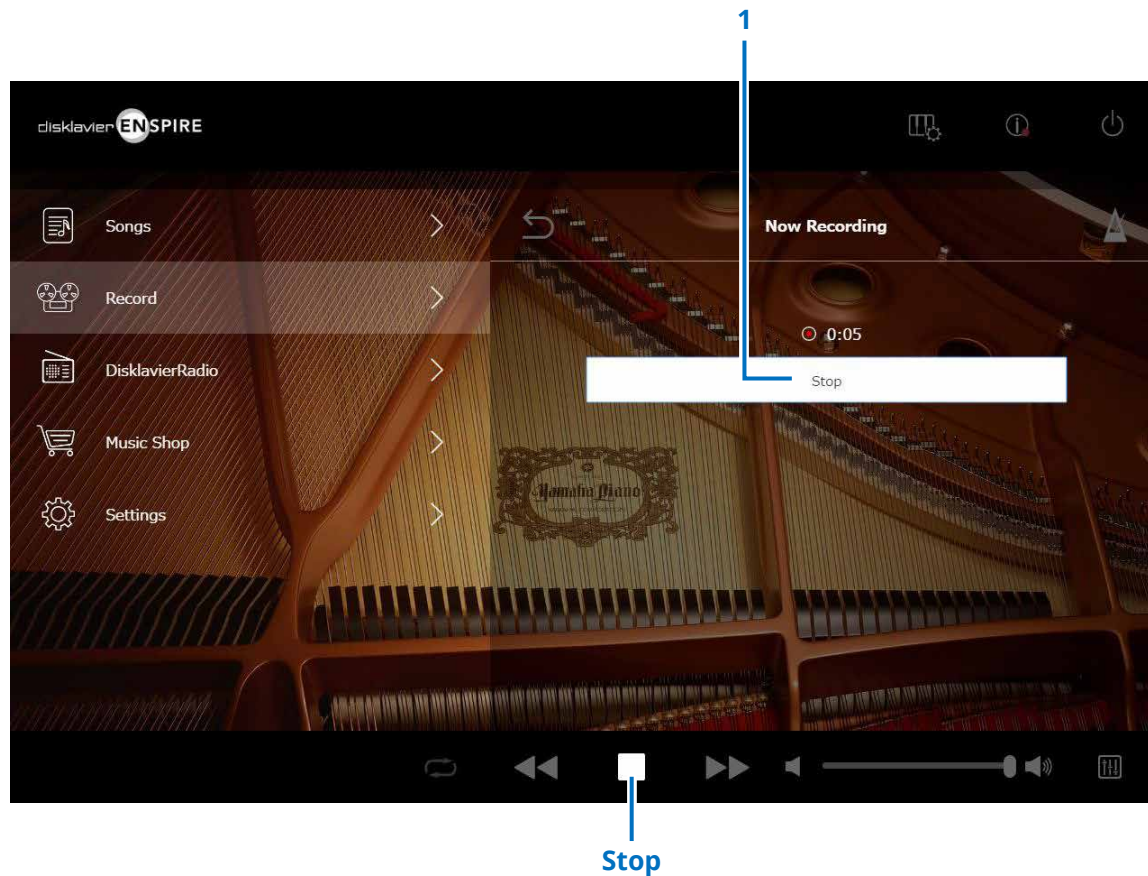 1
disklavier ENSPIRE
Songs
Now Recording
Record
0:05
DisklavierRadio
Stop
Music Shop
Yamaha Piano
Settings
Stop